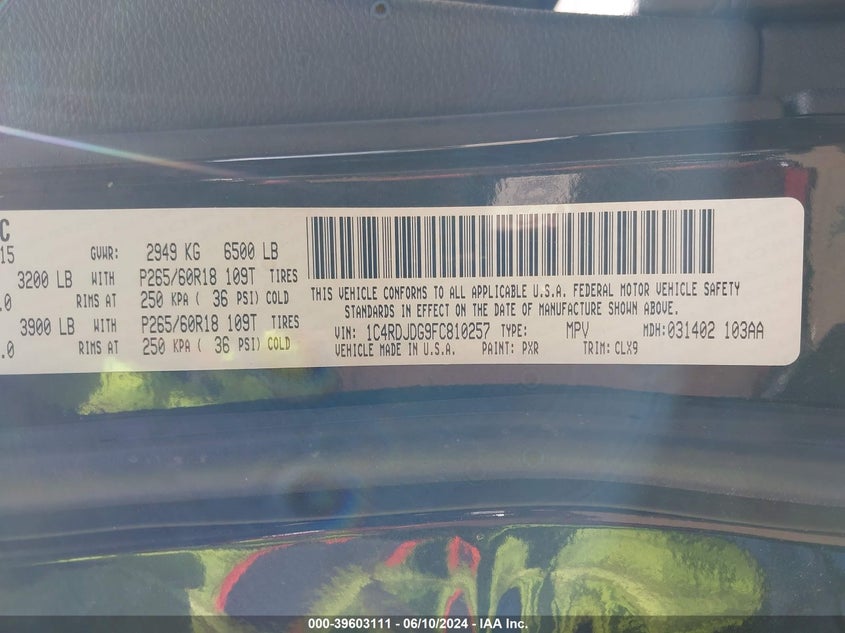 C
15 GVWR: 2949 KG 6500 LB
3200 LB WITH P265/60R18 109T TIRES
.0 RIMS AT 250 KPA ( 36 PSI) COLD
3900 LB WITH P265/60R18 109T TIRES
.0 RIMS AT 250 KPA ( 36 PSI) COLD
THIS VEHICLE CONFORMS TO ALL APPLICABLE U.S.A. FEDERAL MOTOR VEHICLE SAFETY
STANDARDS IN EFFECT ON THE DATE OF MANUFACTURE SHOWN ABOVE.
VIN: 1C4RDJDG9FC810257 TYPE: MPV MDH: 031402 103AA
VEHICLE MADE IN U.S.A. PAINT: PXR TRIM: CLX9
000-39603111 - 06/10/2024 - IAA Inc.